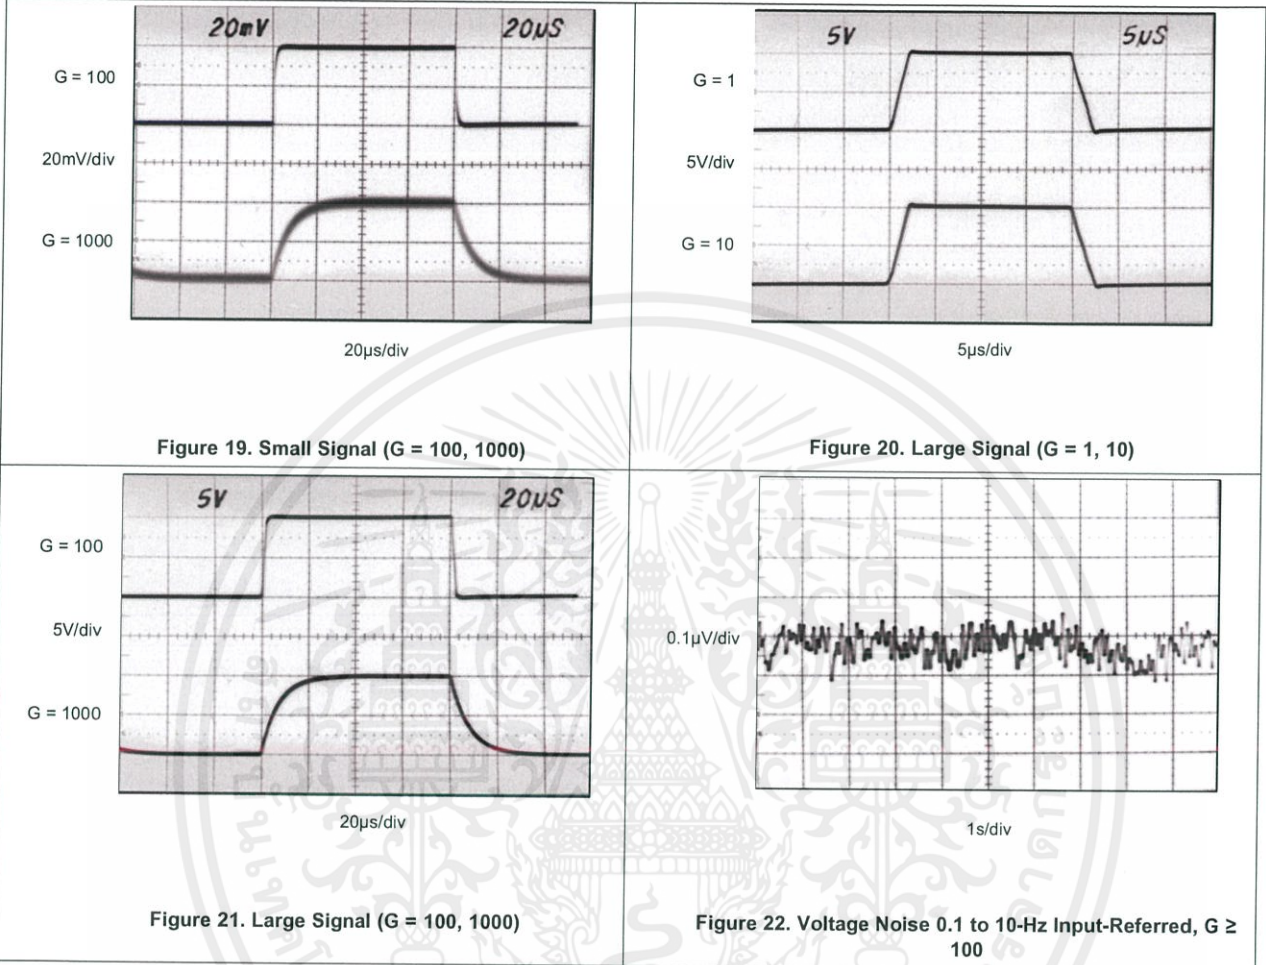 20mV 20µS
G = 100
20mV/div
G = 1000
20µs/div
Figure 19. Small Signal (G = 100, 1000)
5V 5µS
G = 1
5V/div
G = 10
5µs/div
Figure 20. Large Signal (G = 1, 10)
5V 20µS
G = 100
5V/div
G = 1000
20µs/div
Figure 21. Large Signal (G = 100, 1000)
0.1µV/div
1s/div
Figure 22. Voltage Noise 0.1 to 10-Hz Input-Referred, G ≥
100